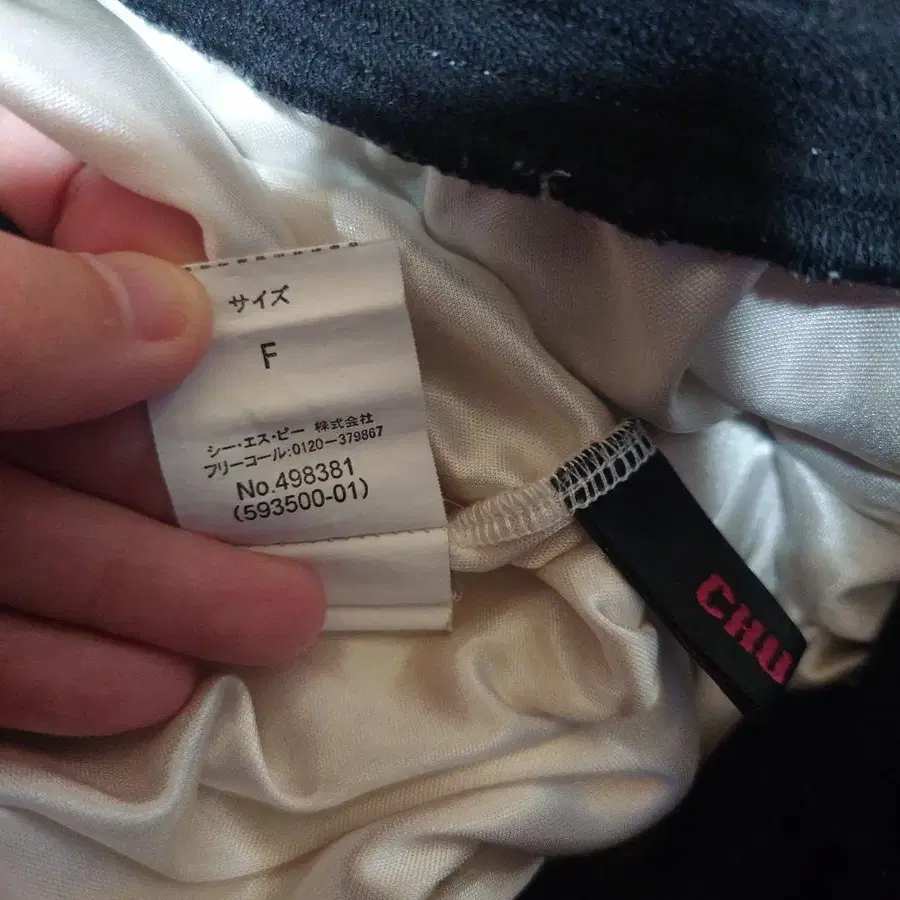 サイズ
F
シー・エス・ピー 株式会社
フリーコール:0120-379867
No.498381
(593500-01)
CHU